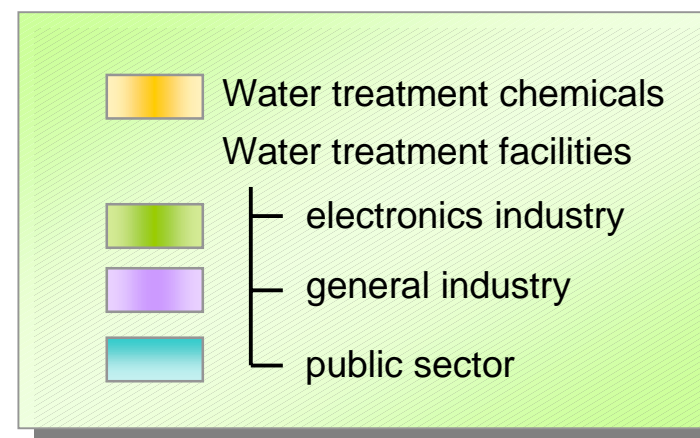 Water treatment chemicals
Water treatment facilities
electronics industry
general industry
public sector